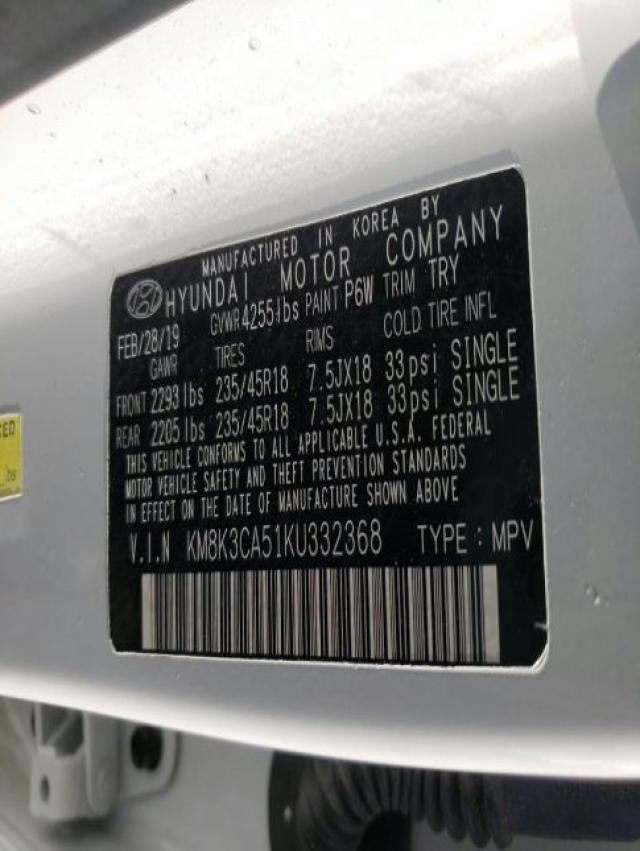 MANUFACTURED IN KOREA BY
HYUNDAI MOTOR COMPANY
FEB/28/19 GVWR 4255 lbs PAINT P6W TRIM TRY
GAWR TIRES RIMS COLD TIRE INFL
FRONT 2293 lbs 235/45R18 7.5JX18 33psi SINGLE
REAR 2205 lbs 235/45R18 7.5JX18 33psi SINGLE
THIS VEHICLE CONFORMS TO ALL APPLICABLE U.S.A. FEDERAL
MOTOR VEHICLE SAFETY AND THEFT PREVENTION STANDARDS
IN EFFECT ON THE DATE OF MANUFACTURE SHOWN ABOVE
V.I.N KM8K3CA51KU332368 TYPE: MPV